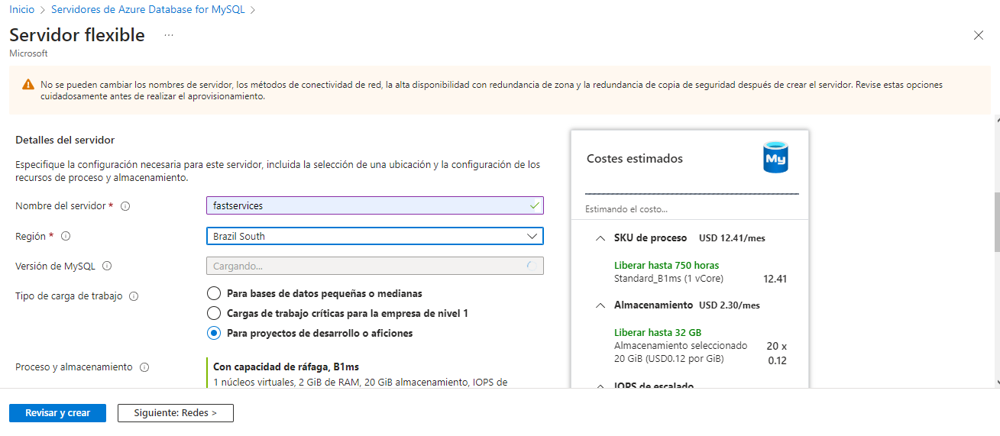 Inicio > Servidores de Azure Database for MySQL >
Servidor flexible ...
Microsoft
No se pueden cambiar los nombres de servidor, los métodos de conectividad de red, la alta disponibilidad con redundancia de zona y la redundancia de copia de seguridad después de crear el servidor. Revise estas opciones
cuidadosamente antes de realizar el aprovisionamiento.
Detalles del servidor
Especifique la configuración necesaria para este servidor, incluida la selección de una ubicación y la configuración de los
recursos de proceso y almacenamiento.
Nombre del servidor *
fastservices
Región *
Brazil South
Versión de MySQL
Cargando...
Tipo de carga de trabajo
Para bases de datos pequeñas o medianas
Cargas de trabajo críticas para la empresa de nivel 1
Para proyectos de desarrollo o aficiones
Proceso y almacenamiento
Con capacidad de ráfaga, B1ms
1 núcleos virtuales, 2 GiB de RAM, 20 GiB almacenamiento, IOPS de
Costes estimados
My
Estimando el costo...
SKU de proceso USD 12.41/mes
Liberar hasta 750 horas
Standard_B1ms (1 vCore) 12.41
Almacenamiento USD 2.30/mes
Liberar hasta 32 GB
Almacenamiento seleccionado 20 x
20 GiB (USD0.12 por GiB) 0.12
IOPS de escalado
Revisar y crear
Siguiente: Redes >